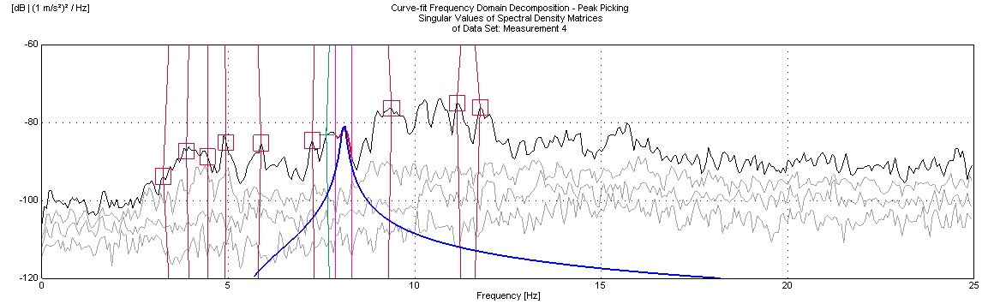 [dB | (1 m/s²)² / Hz]
Curve-fit Frequency Domain Decomposition - Peak Picking
Singular Values of Spectral Density Matrices
of Data Set: Measurement 4
-60
-80
-100
-120
0 5 10 15 20 25
Frequency [Hz]